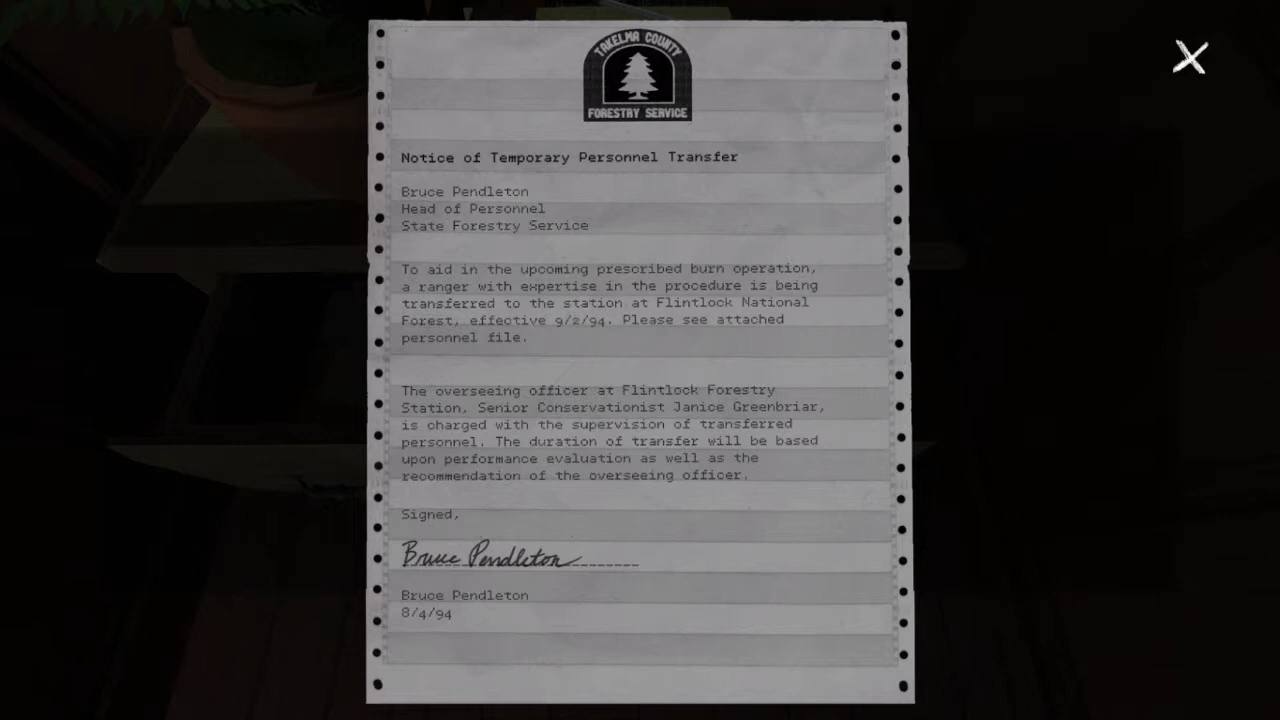 TAKELMA COUNTY
FORESTRY SERVICE
Notice of Temporary Personnel Transfer
Bruce Pendleton
Head of Personnel
State Forestry Service
To aid in the upcoming prescribed burn operation,
a ranger with expertise in the procedure is being
transferred to the station at Flintlock National
Forest, effective 9/2/94. Please see attached
personnel file.
The overseeing officer at Flintlock Forestry
Station, Senior Conservationist Janice Greenbriar,
is charged with the supervision of transferred
personnel. The duration of transfer will be based
upon performance evaluation as well as the
recommendation of the overseeing officer.
Signed,
Bruce Pendleton
Bruce Pendleton
8/4/94